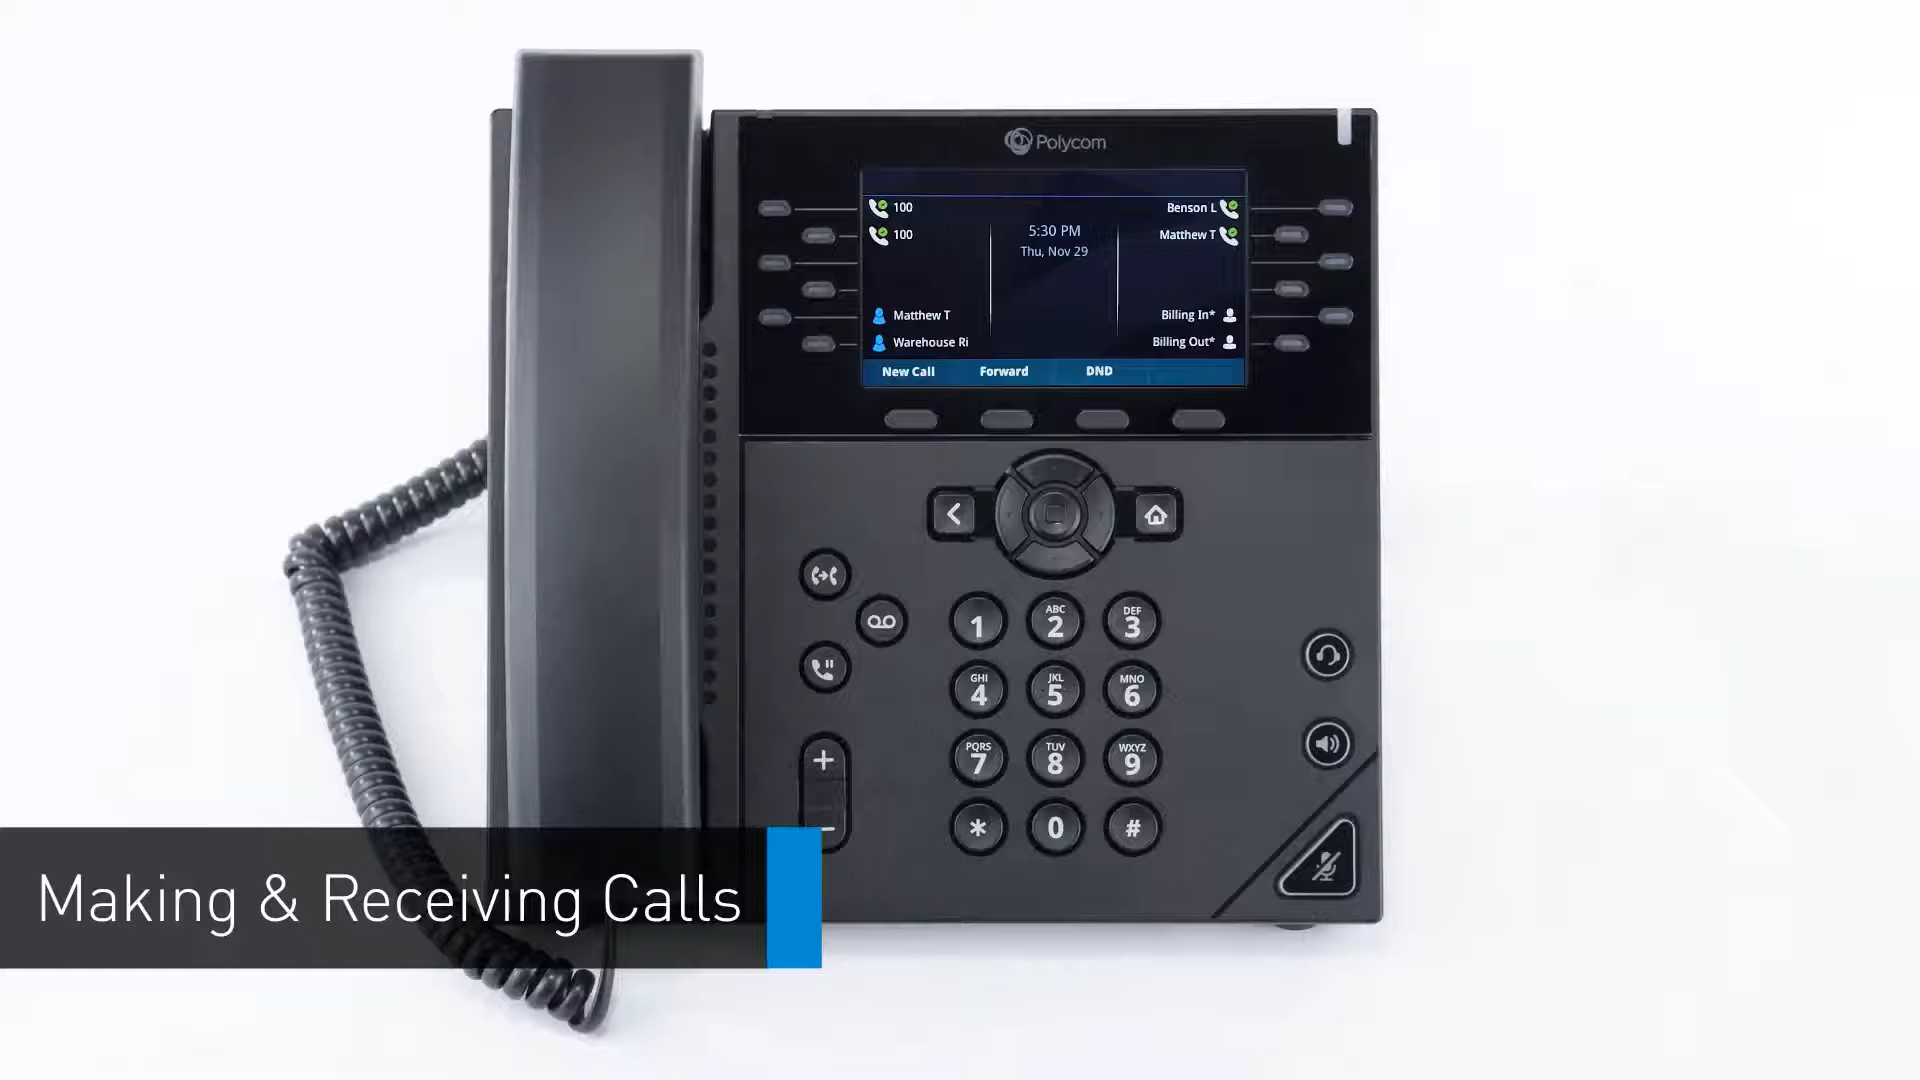 Polycom
100
Benson L
100
Matthew T
5:30 PM
Thu, Nov 29
Matthew T
Billing In*
Warehouse Ri
Billing Out*
New Call Forward DND
1
ABC
2
DEF
3
GHI
4
JKL
5
MNO
6
PQRS
7
TUV
8
WXYZ
9
*
0
#
+
−
Making & Receiving Calls